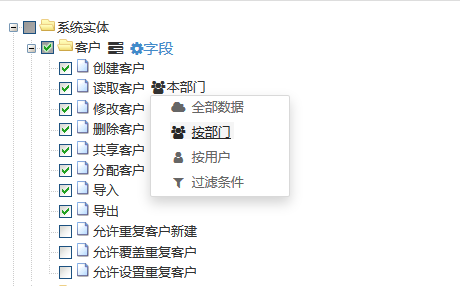 系统实体
客户 字段
创建客户
读取客户 本部门
修改客户 全部数据
删除客户 按部门
共享客户 按用户
分配客户 过滤条件
导入
导出
允许重复客户新建
允许覆盖重复客户
允许设置重复客户